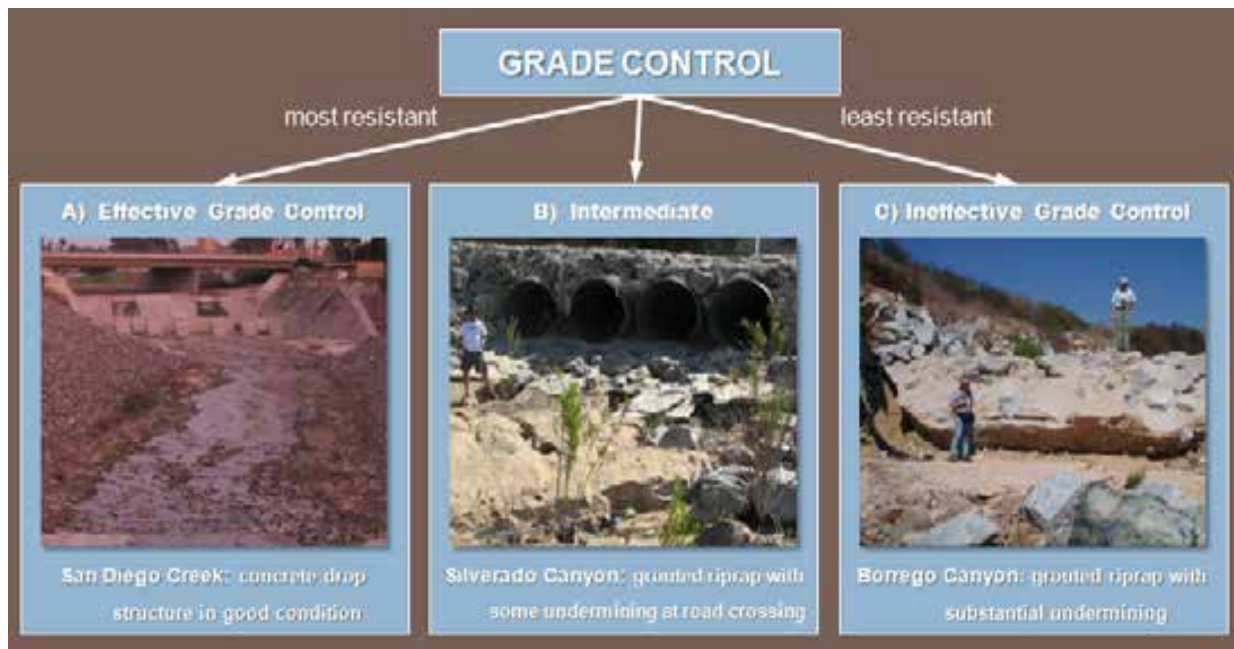 GRADE CONTROL
most resistant
least resistant
A) Effective Grade Control
San Diego Creek: concrete drop
structure in good condition
B) Intermediate
Silverado Canyon: grouted riprap with
some undermining at road crossing
C) Ineffective Grade Control
Borrego Canyon: grouted riprap with
substantial undermining